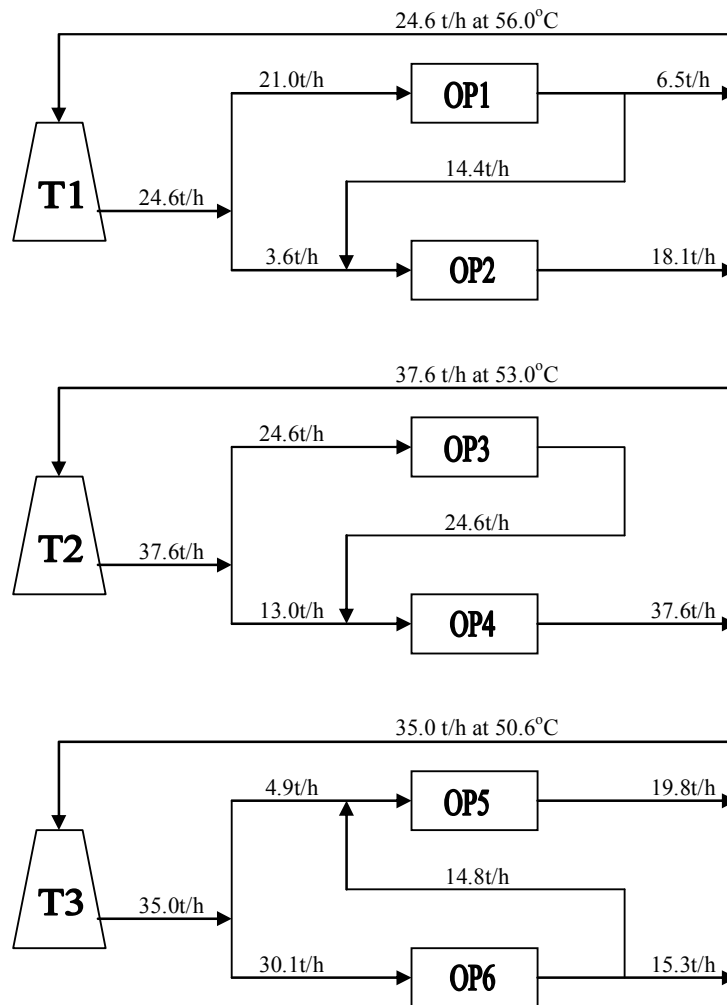 24.6 t/h at 56.0°C
21.0t/h
OP1
6.5t/h
14.4t/h
T1
24.6t/h
3.6t/h
OP2
18.1t/h
37.6 t/h at 53.0°C
24.6t/h
OP3
24.6t/h
T2
37.6t/h
13.0t/h
OP4
37.6t/h
35.0 t/h at 50.6°C
4.9t/h
OP5
19.8t/h
14.8t/h
T3
35.0t/h
30.1t/h
OP6
15.3t/h